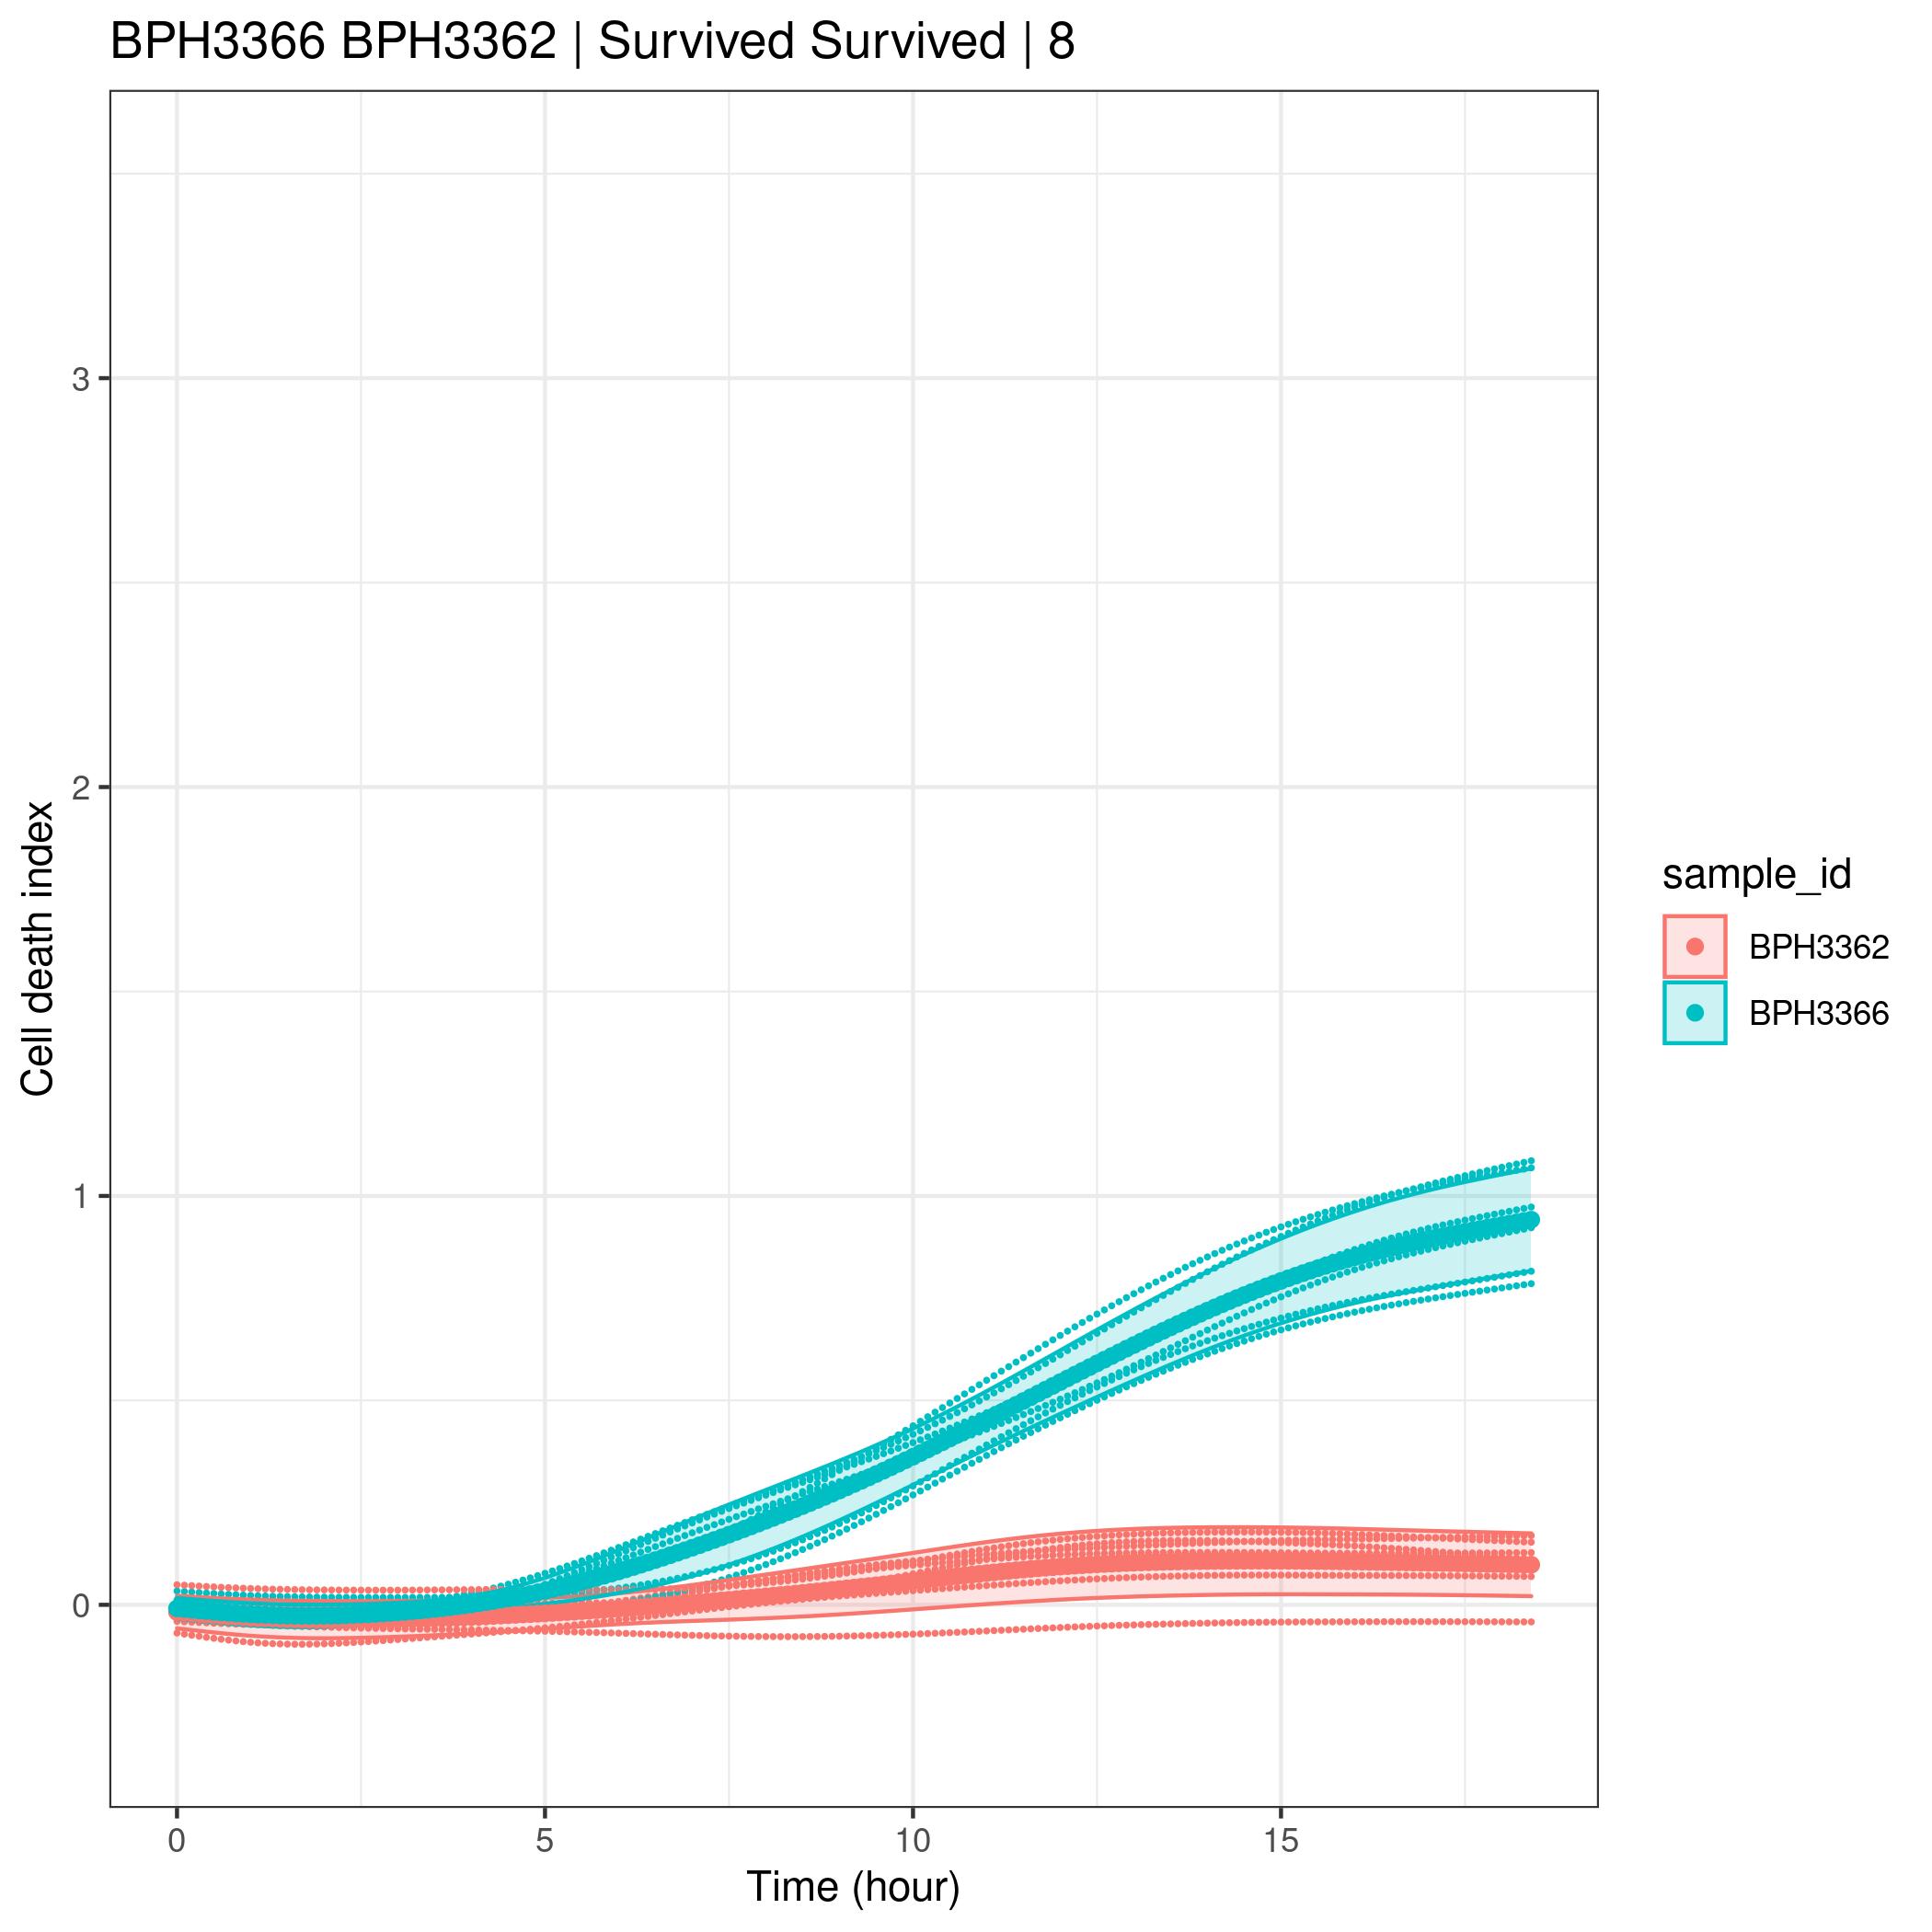 BPH3366 BPH3362 | Survived Survived | 8
3
2
1
0
Cell death index
0 5 10 15
Time (hour)
sample_id
BPH3362
BPH3366